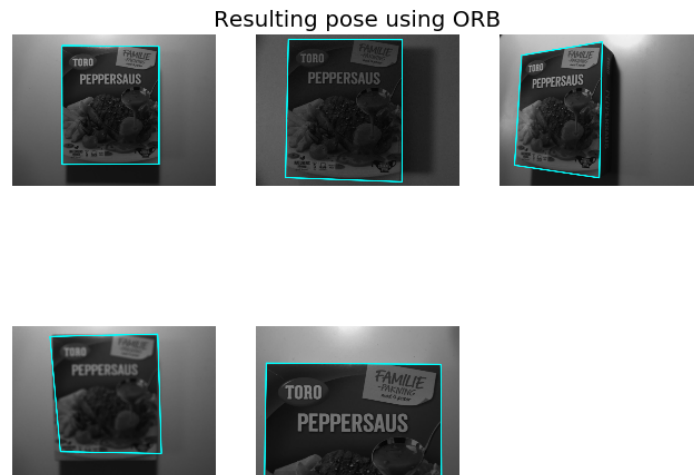 Resulting pose using ORB
TORO
FAMILIE
PEPPERSAUS
TORO
FAMILIE
PEPPERSAUS
TORO
FAMILIE
PEPPERSAUS
TORO
FAMILIE
PEPPERSAUS
TORO
FAMILIE
-PAKNING
PEPPERSAUS